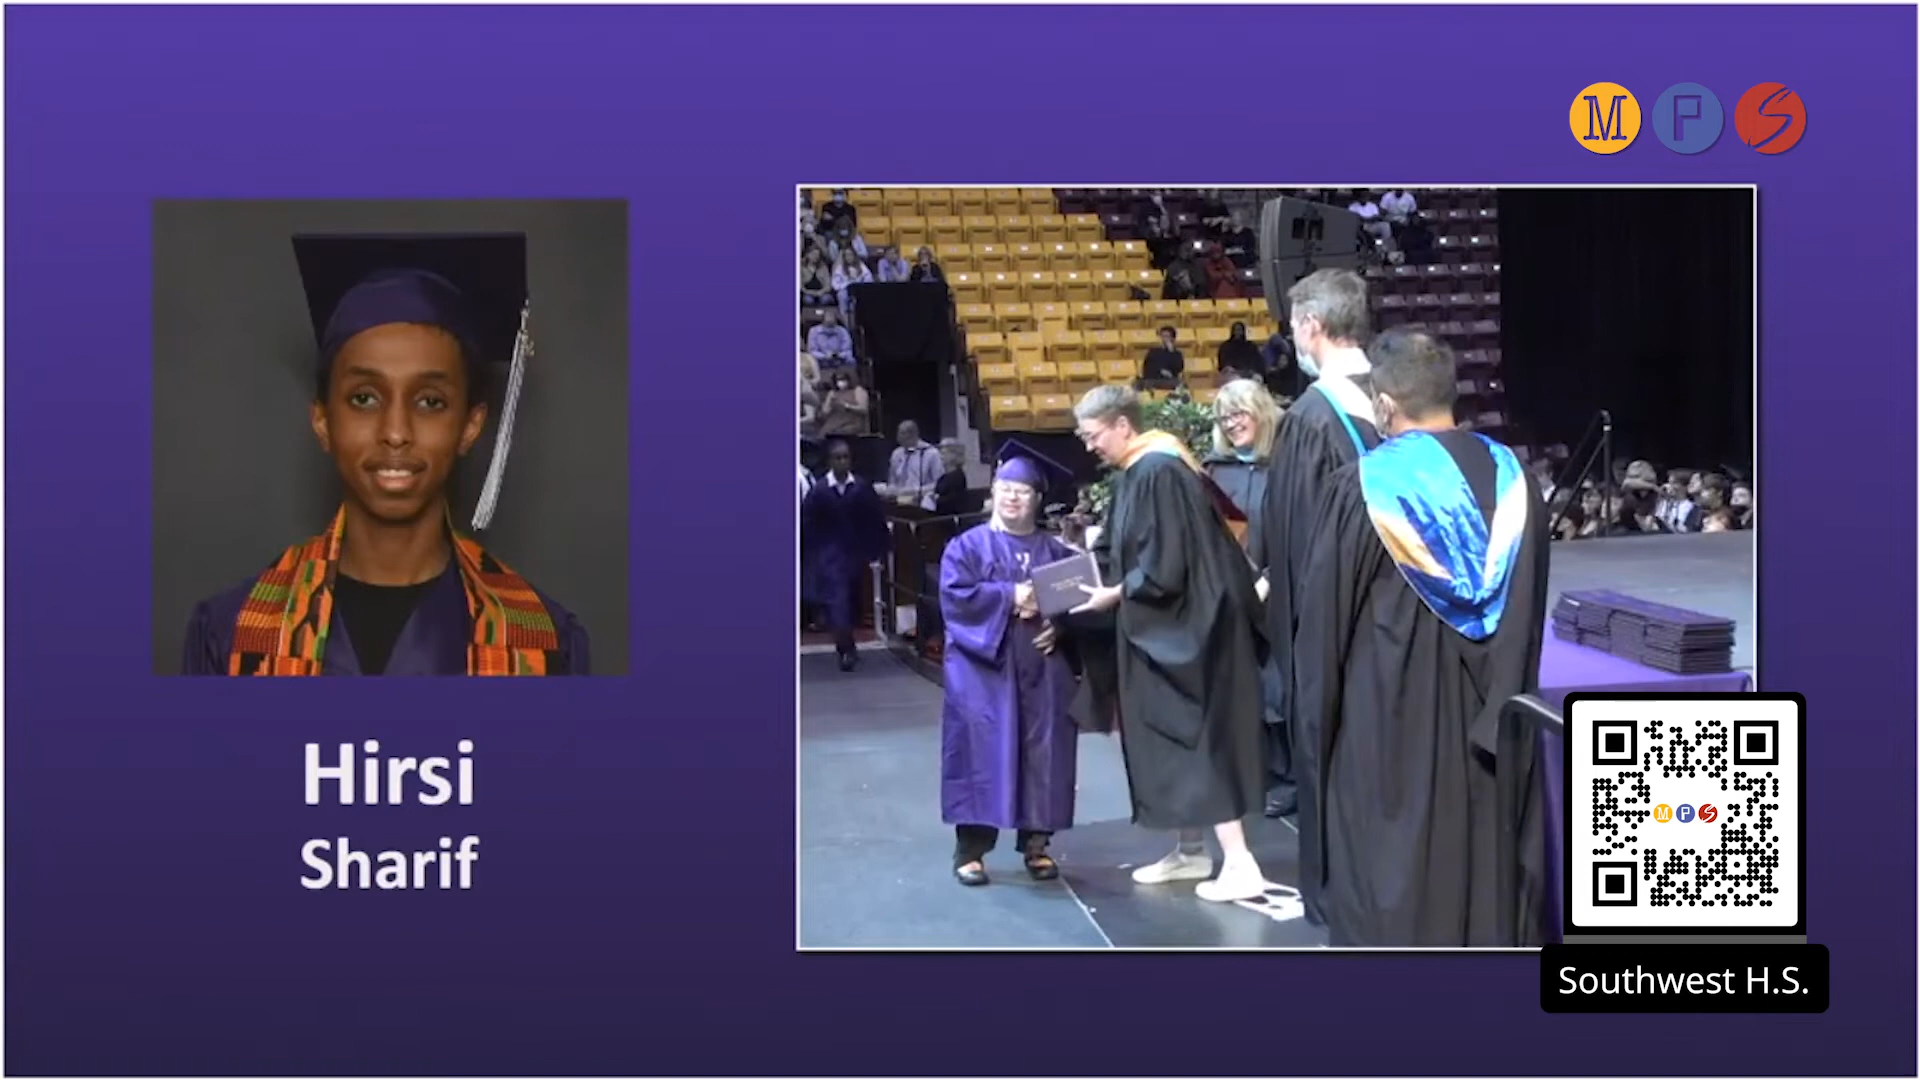 M P S
Hirsi
Sharif
M P S
Southwest H.S.